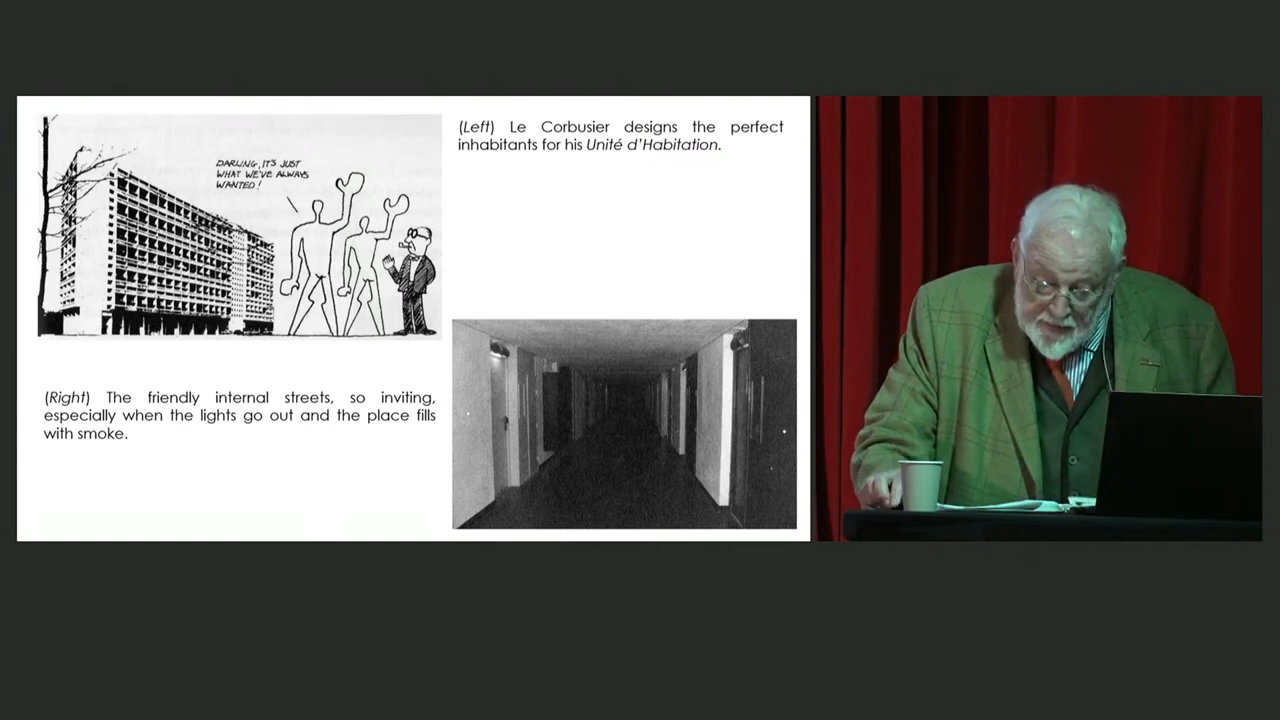 DARLING, IT'S JUST
WHAT WE'VE ALWAYS
WANTED!
(Left) Le Corbusier designs the perfect
inhabitants for his Unité d'Habitation.
(Right) The friendly internal streets, so inviting,
especially when the lights go out and the place fills
with smoke.